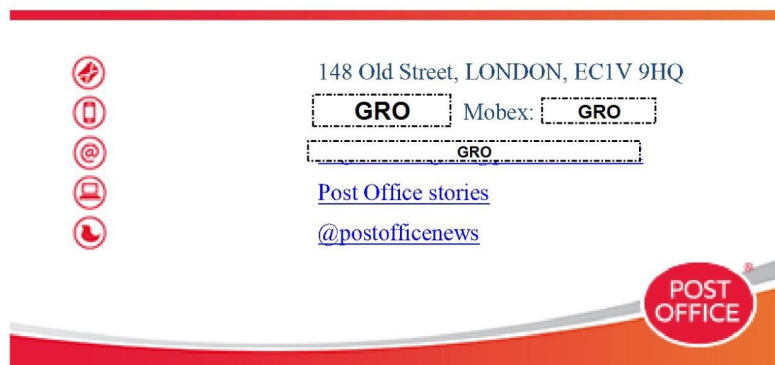 148 Old Street, LONDON, EC1V 9HQ
GRO Mobex: GRO
GRO
Post Office stories
@postofficenews
POST
OFFICE